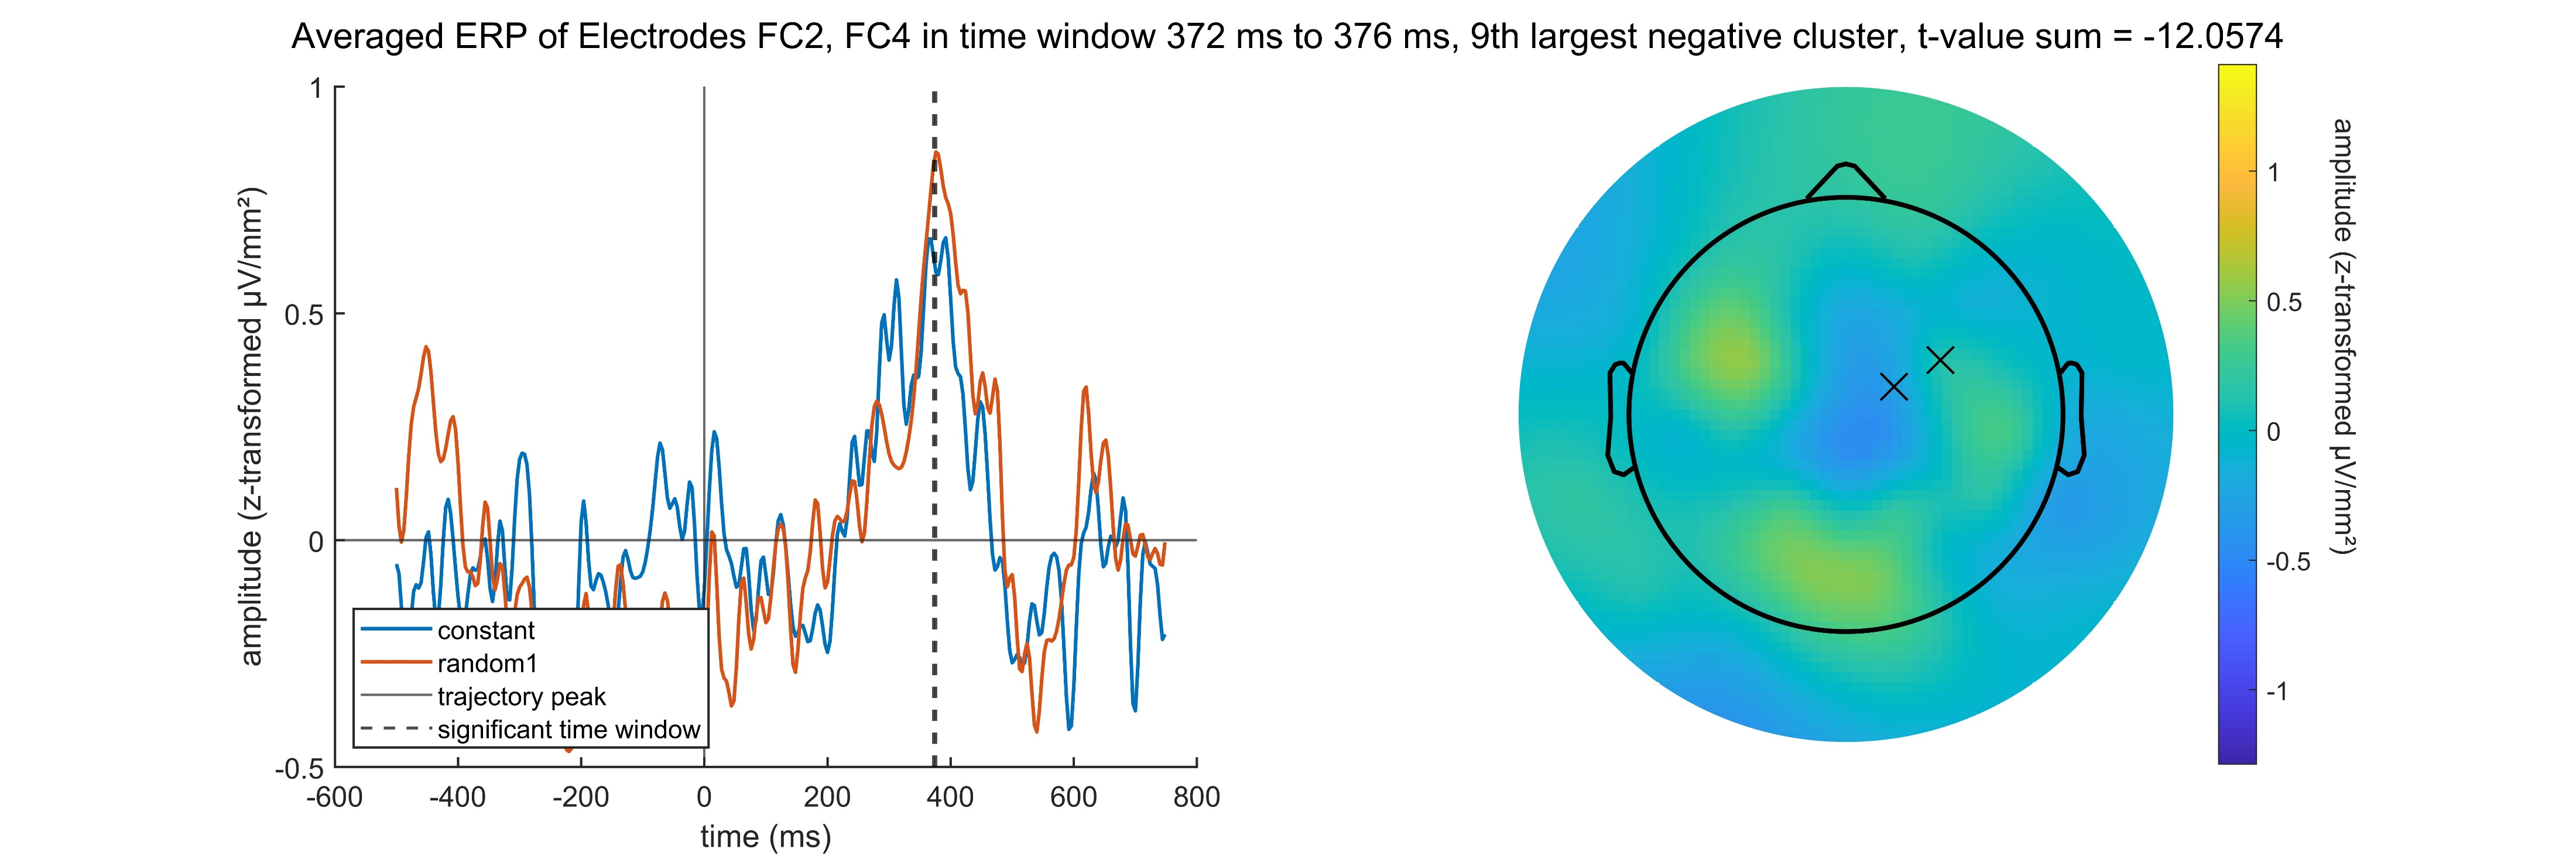 Averaged ERP of Electrodes FC2, FC4 in time window 372 ms to 376 ms, 9th largest negative cluster, t-value sum = -12.0574
amplitude (z-transformed µV/mm²)
1
0.5
0
-0.5
-600
-400
-200
0
200
400
600
800
time (ms)
constant
random1
trajectory peak
significant time window
1
0.5
0
-0.5
-1
amplitude (z-transformed µV/mm²)